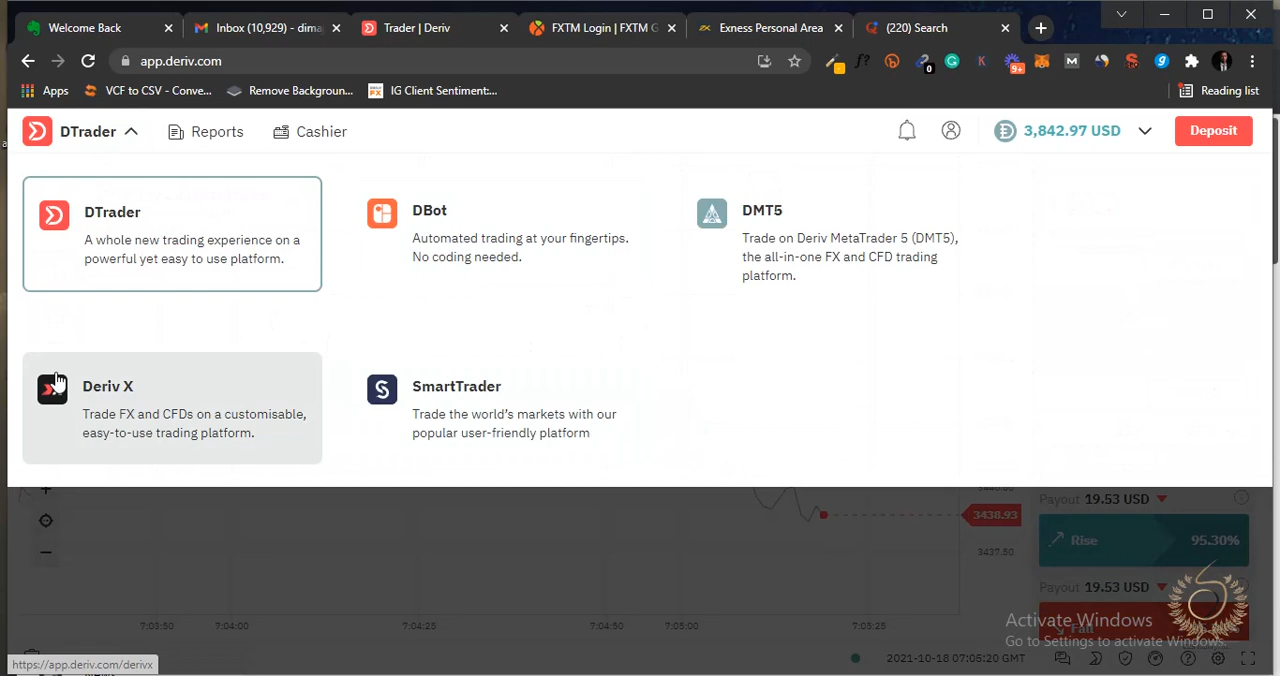 Welcome Back
Inbox (10,929) - dima
Trader | Deriv
FXTM Login | FXTM G
Exness Personal Area
(220) Search
app.deriv.com
0
9+
Apps
VCF to CSV - Conve...
Remove Backgroun...
IG Client Sentiment:...
Reading list
DTrader
Reports
Cashier
3,842.97 USD
Deposit
DTrader
A whole new trading experience on a
powerful yet easy to use platform.
DBot
Automated trading at your fingertips.
No coding needed.
DMT5
Trade on Deriv MetaTrader 5 (DMT5),
the all-in-one FX and CFD trading
platform.
Deriv X
Trade FX and CFDs on a customisable,
easy-to-use trading platform.
SmartTrader
Trade the world's markets with our
popular user-friendly platform
Payout 19.53 USD
3438.93
Rise 95.30%
3437.50
Payout 19.53 USD
Fall
7:03:50
7:04:00
7:04:25
7:04:50
7:05:00
7:05:25
Activate Windows
Go to Settings to activate Windows.
https://app.deriv.com/derivx
2021-10-18 07:05:20 GMT